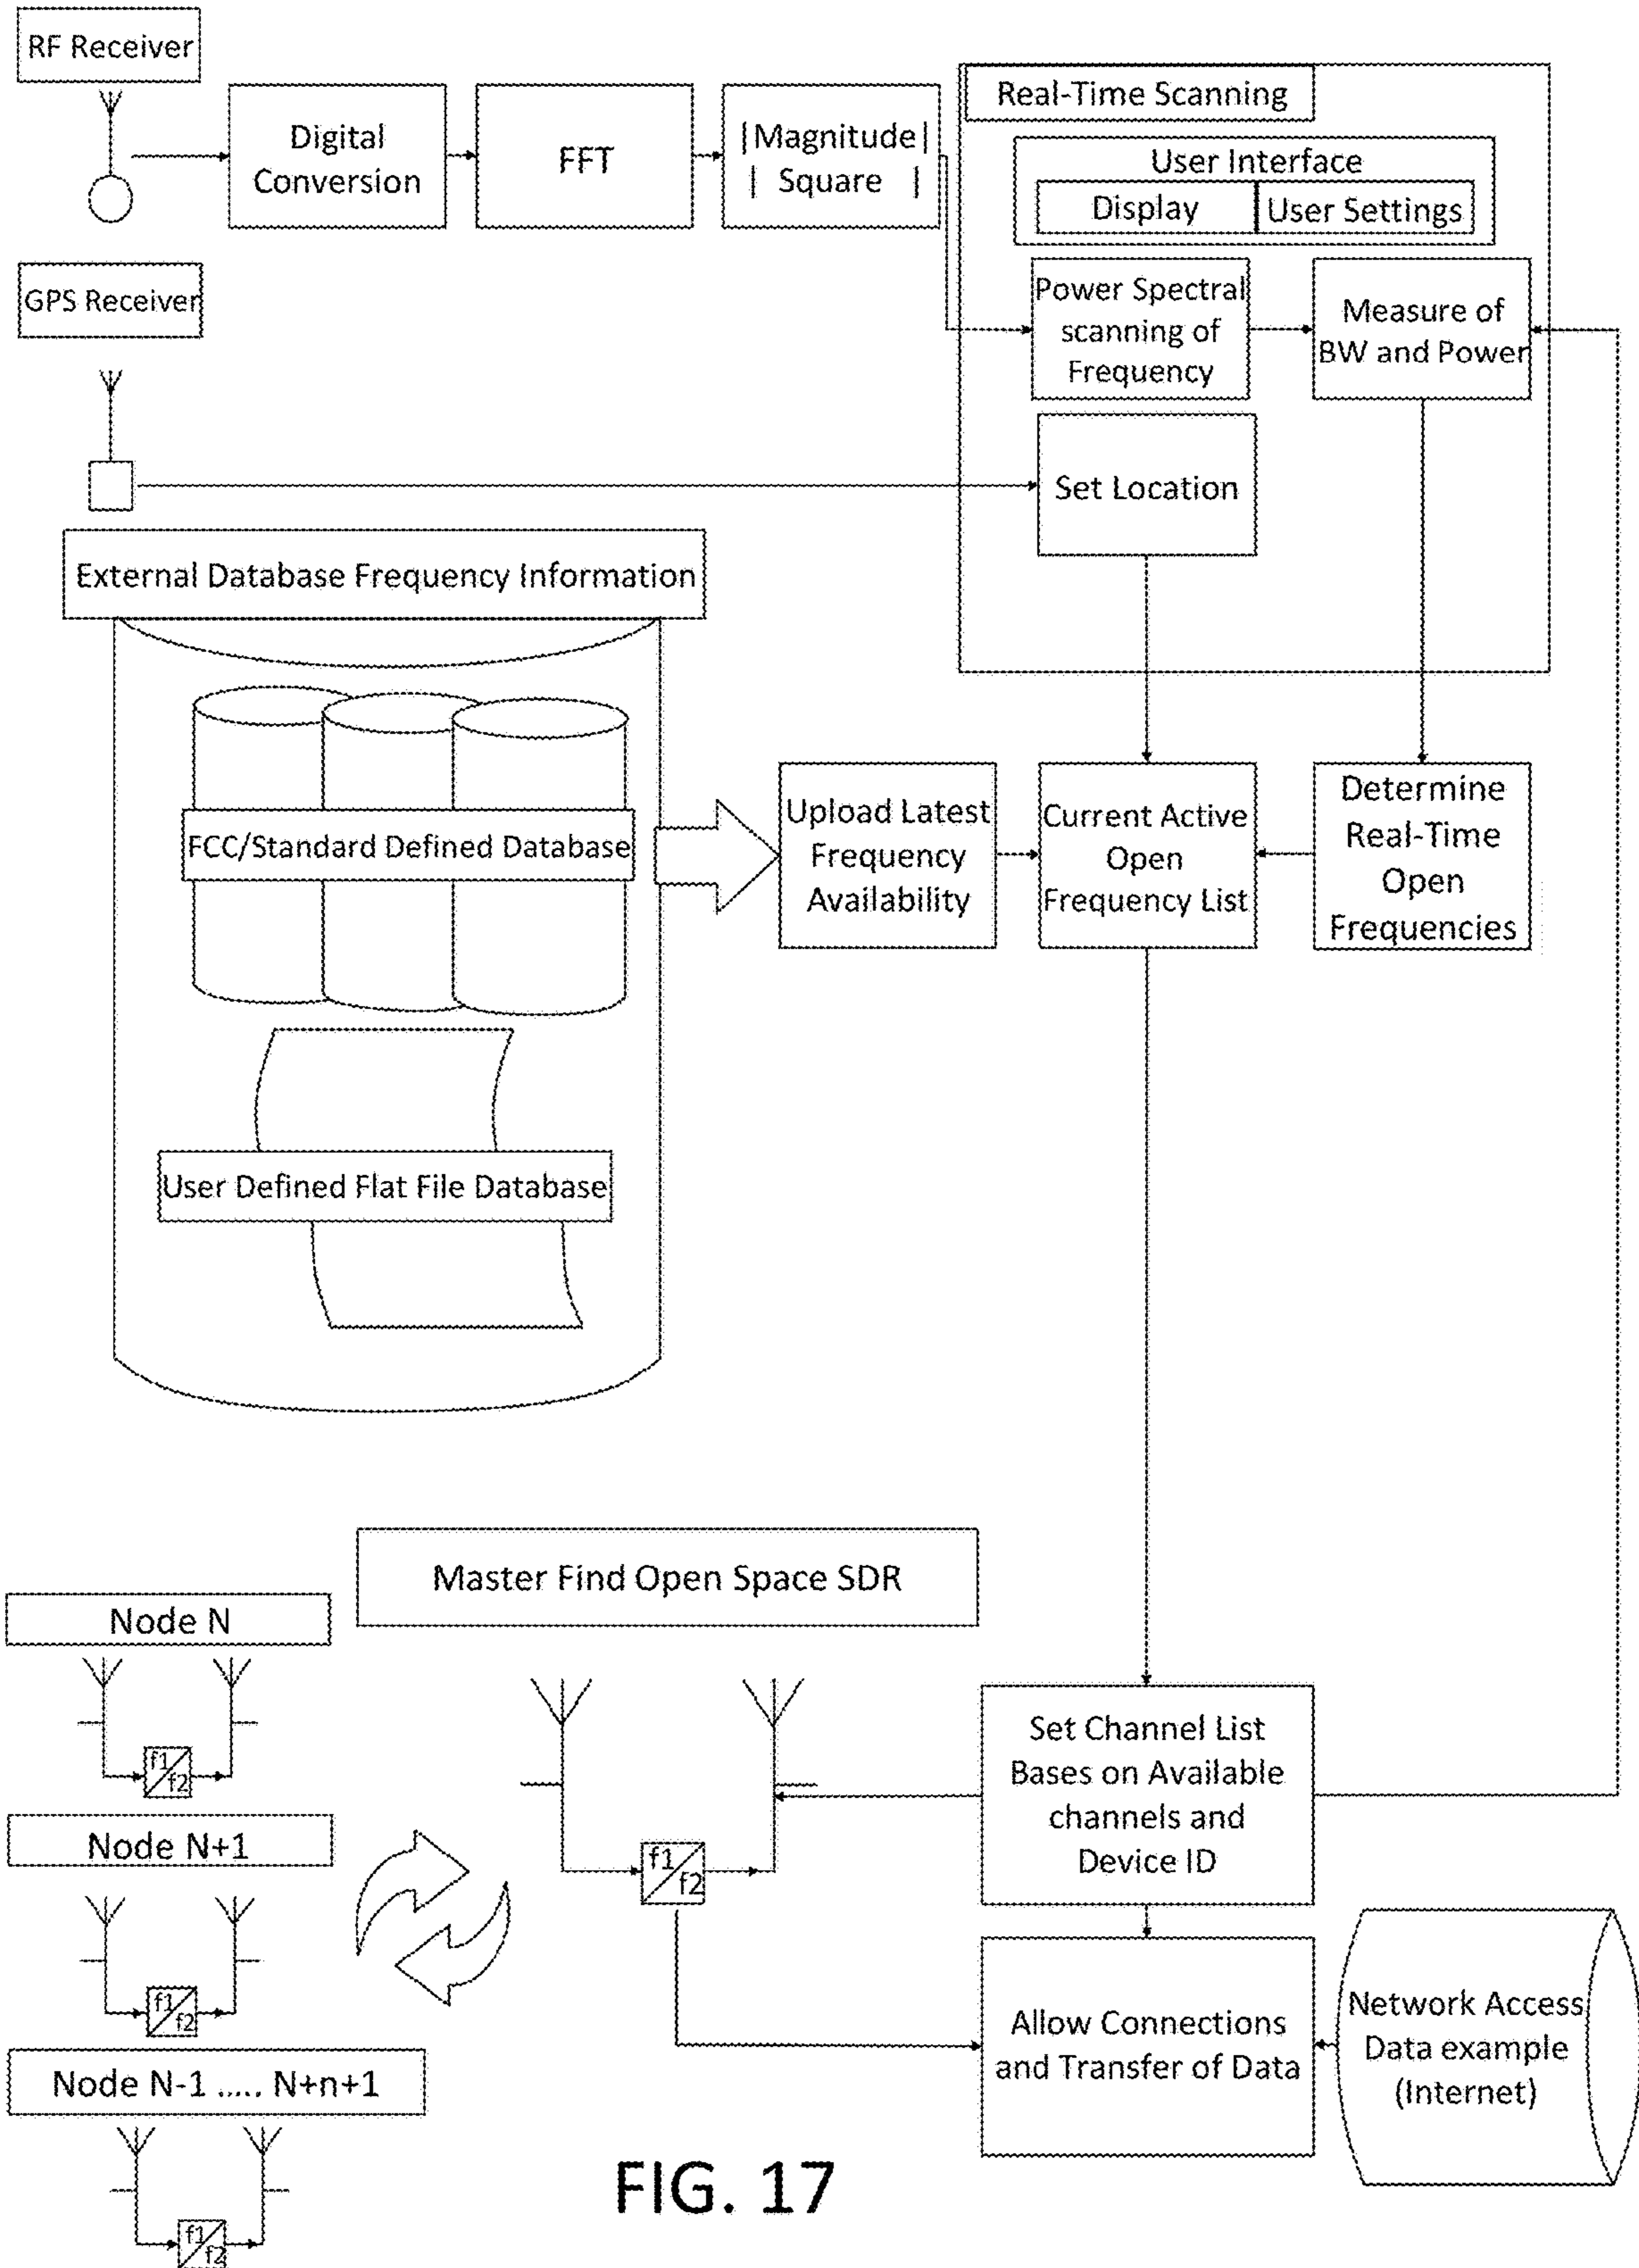 RF Receiver
Digital
Conversion
FFT
|Magnitude|
| Square |
Real-Time Scanning
User Interface
Display
User Settings
GPS Receiver
Power Spectral
scanning of
Frequency
Measure of
BW and Power
Set Location
External Database Frequency Information
FCC/Standard Defined Database
Upload Latest
Frequency
Availability
Current Active
Open
Frequency List
Determine
Real-Time
Open
Frequencies
User Defined Flat File Database
Master Find Open Space SDR
Node N
f1
f2
Node N+1
f1
f2
Node N-1 ..... N+n+1
f1
f2
f1
f2
Set Channel List
Bases on Available
channels and
Device ID
Allow Connections
and Transfer of Data
Network Access
Data example
(Internet)
FIG. 17